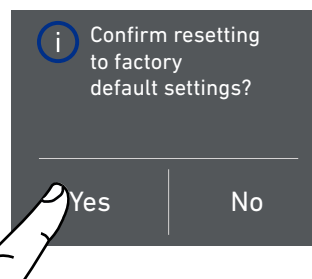 i
Confirm resetting
to factory
default settings?
Yes
No